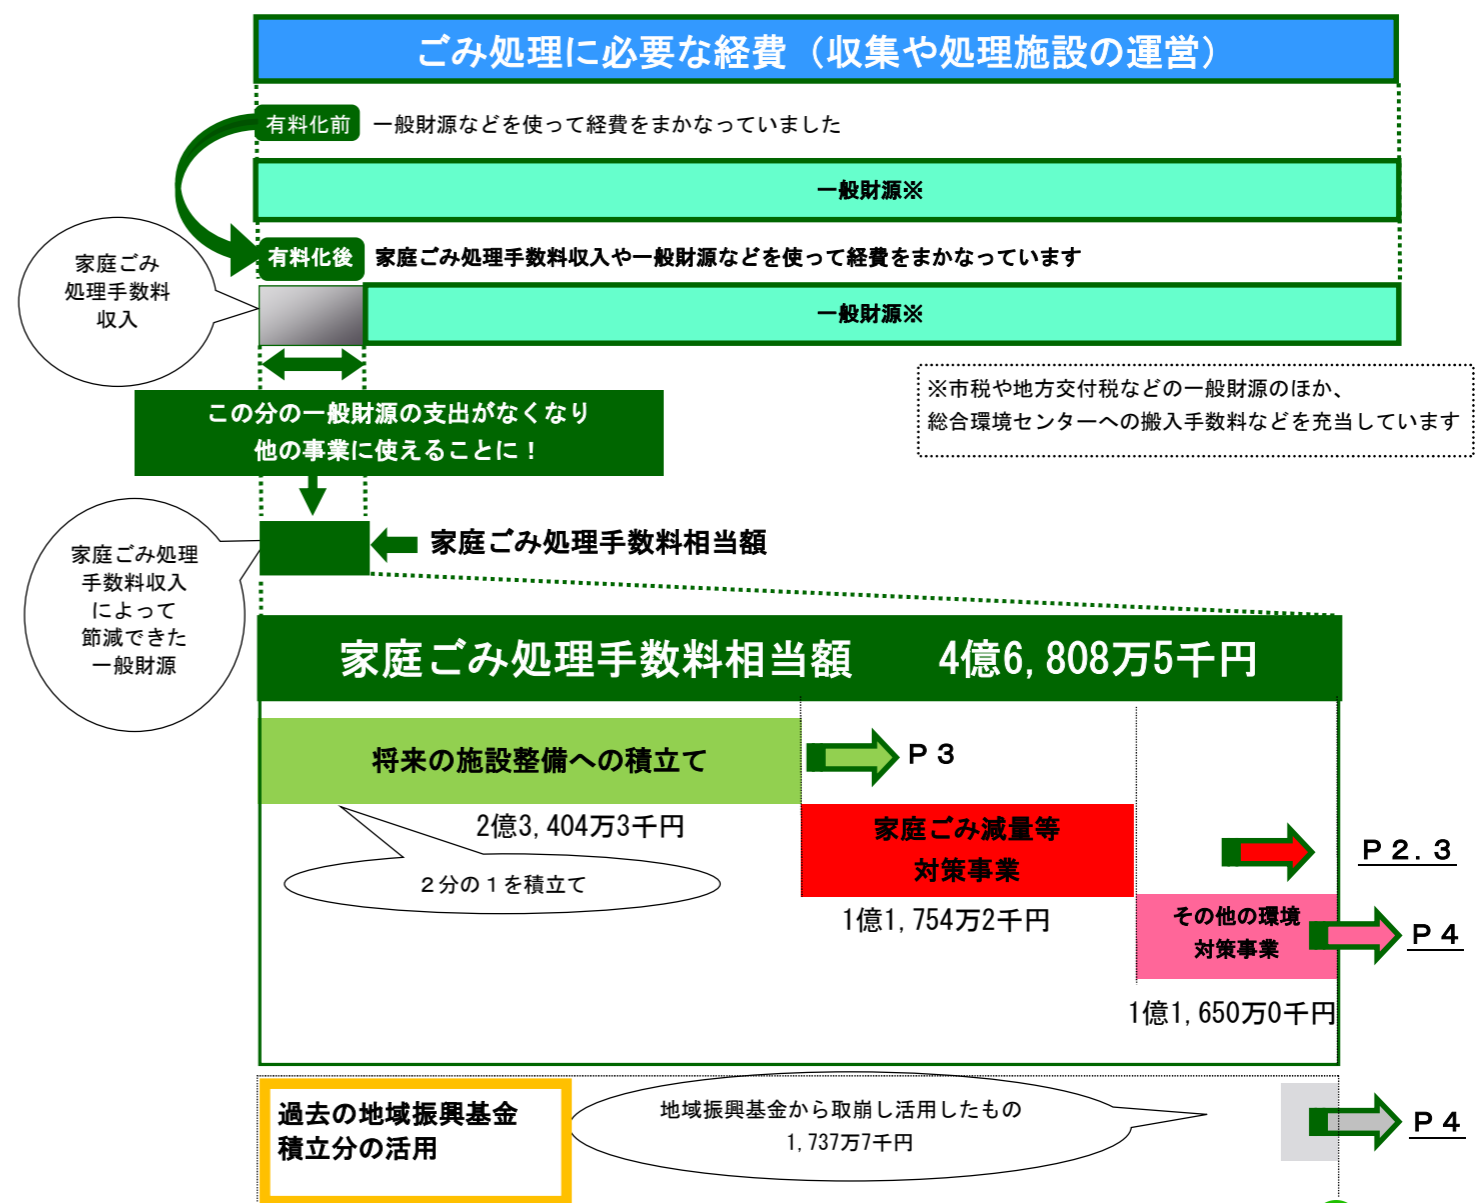 ごみ処理に必要な経費（収集や処理施設の運営）
有料化前
一般財源などを使って経費をまかなっていました
一般財源※
有料化後
家庭ごみ処理手数料収入や一般財源などを使って経費をまかなっています
家庭ごみ
処理手数料
収入
一般財源※
※市税や地方交付税などの一般財源のほか、
総合環境センターへの搬入手数料などを充当しています
この分の一般財源の支出がなくなり
他の事業に使えることに！
家庭ごみ処理手数料相当額
家庭ごみ処理
手数料収入
によって
節減できた
一般財源
家庭ごみ処理手数料相当額　4億6,808万5千円
将来の施設整備への積立て
Ｐ３
2億3,404万3千円
２分の１を積立て
家庭ごみ減量等
対策事業
Ｐ２.３
1億1,754万2千円
その他の環境
対策事業
Ｐ４
1億1,650万0千円
過去の地域振興基金
積立分の活用
地域振興基金から取崩し活用したもの
1,737万7千円
Ｐ４